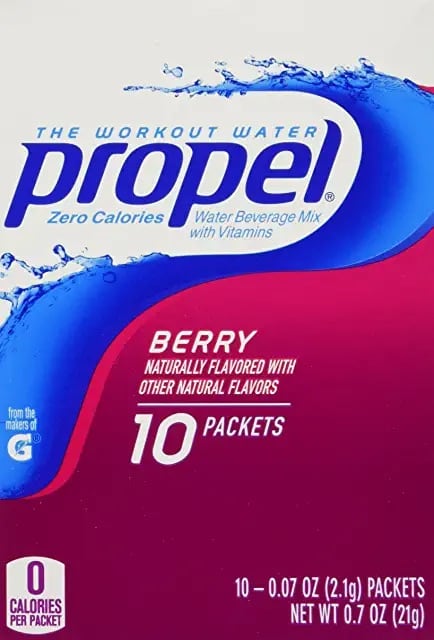 THE WORKOUT WATER
propel®
Zero Calories
Water Beverage Mix
with Vitamins
BERRY
NATURALLY FLAVORED WITH
OTHER NATURAL FLAVORS
10 PACKETS
from the
makers of
G
0
CALORIES
PER PACKET
10 – 0.07 OZ (2.1g) PACKETS
NET WT 0.7 OZ (21g)